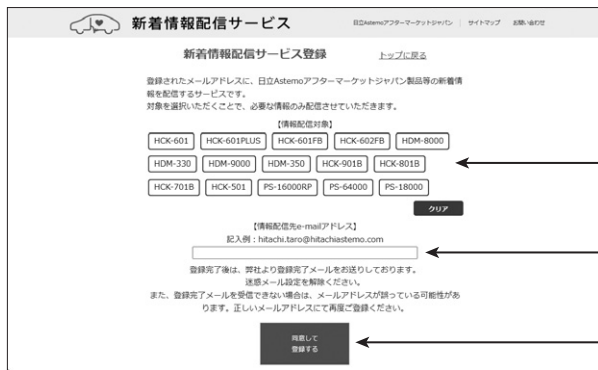 新着情報配信サービス
日立Astemoアフターマーケットジャパン | サイトマップ お問い合わせ
新着情報配信サービス登録 トップに戻る
登録されたメールアドレスに、日立Astemoアフターマーケットジャパン製品等の新着情
報を配信するサービスです。
対象を選択いただくことで、必要な情報のみ配信させていただきます。
【情報配信対象】
HCK-601 HCK-601PLUS HCK-601FB HCK-602FB HDM-8000
HDM-330 HDM-9000 HDM-350 HCK-901B HCK-801B
HCK-701B HCK-501 PS-16000RP PS-64000 PS-18000
クリア
【情報配信先e-mailアドレス】
記入例：hitachi.taro@hitachiastemo.com
登録完了後は、弊社より登録完了メールをお送りしております。
迷惑メール設定を解除ください。
また、登録完了メールを受信できない場合は、メールアドレスが誤っている可能性があ
ります。正しいメールアドレスにて再度ご登録ください。
同意して
登録する